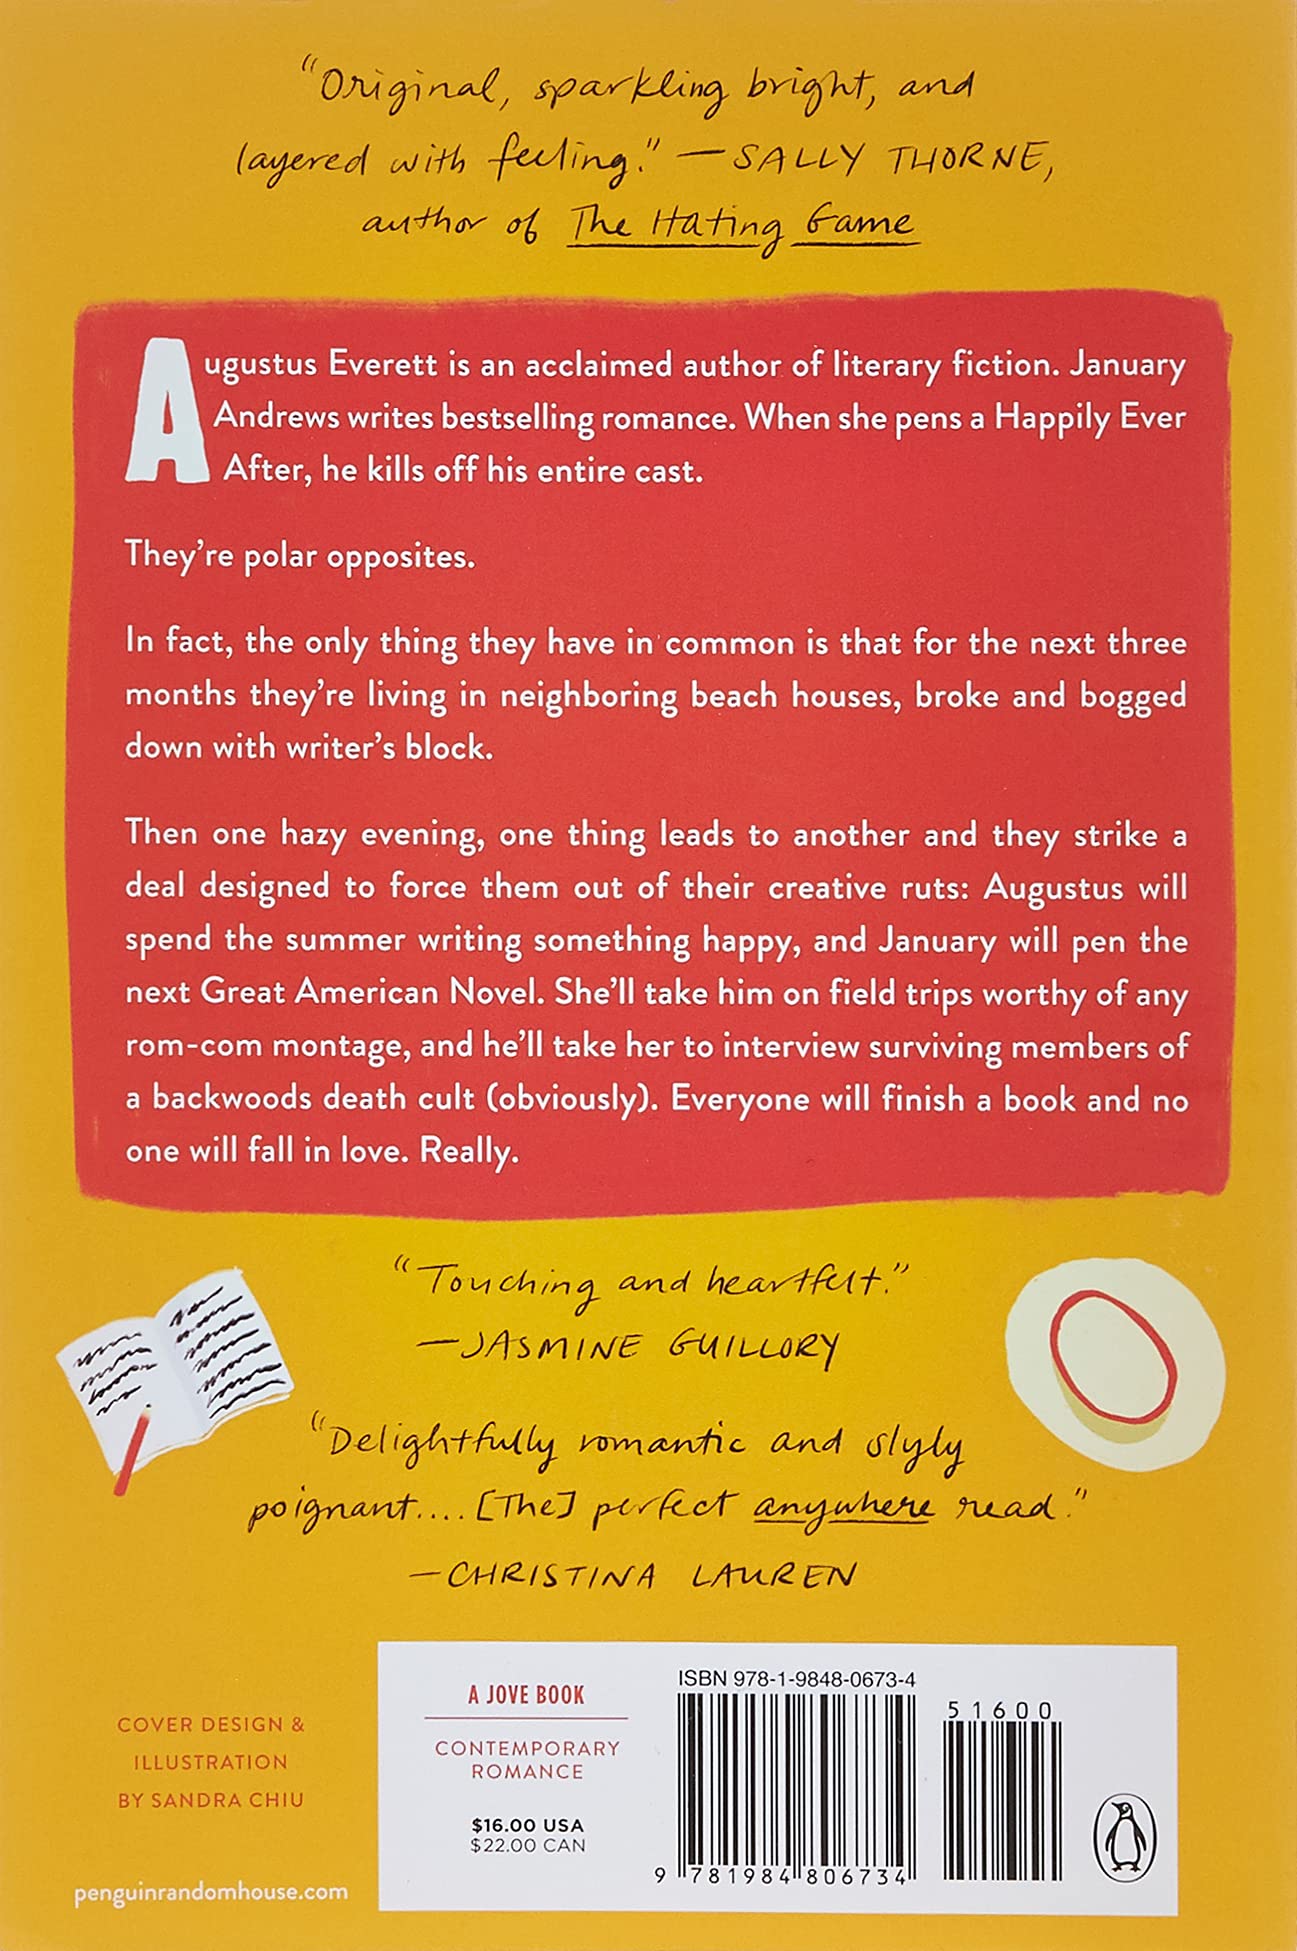 "Original, sparkling bright, and
layered with feeling." —SALLY THORNE,
author of The Hating Game
Augustus Everett is an acclaimed author of literary fiction. January
Andrews writes bestselling romance. When she pens a Happily Ever
After, he kills off his entire cast.
They're polar opposites.
In fact, the only thing they have in common is that for the next three
months they're living in neighboring beach houses, broke and bogged
down with writer's block.
Then one hazy evening, one thing leads to another and they strike a
deal designed to force them out of their creative ruts: Augustus will
spend the summer writing something happy, and January will pen the
next Great American Novel. She'll take him on field trips worthy of any
rom-com montage, and he'll take her to interview surviving members of
a backwoods death cult (obviously). Everyone will finish a book and no
one will fall in love. Really.
"Touching and heartfelt."
—JASMINE GUILLORY
"Delightfully romantic and slyly
poignant.... [The] perfect anywhere read."
—CHRISTINA LAUREN
COVER DESIGN &
ILLUSTRATION
BY SANDRA CHIU
penguinrandomhouse.com
A JOVE BOOK
CONTEMPORARY
ROMANCE
$16.00 USA
$22.00 CAN
ISBN 978-1-9848-0673-4
51600
9 781984 806734